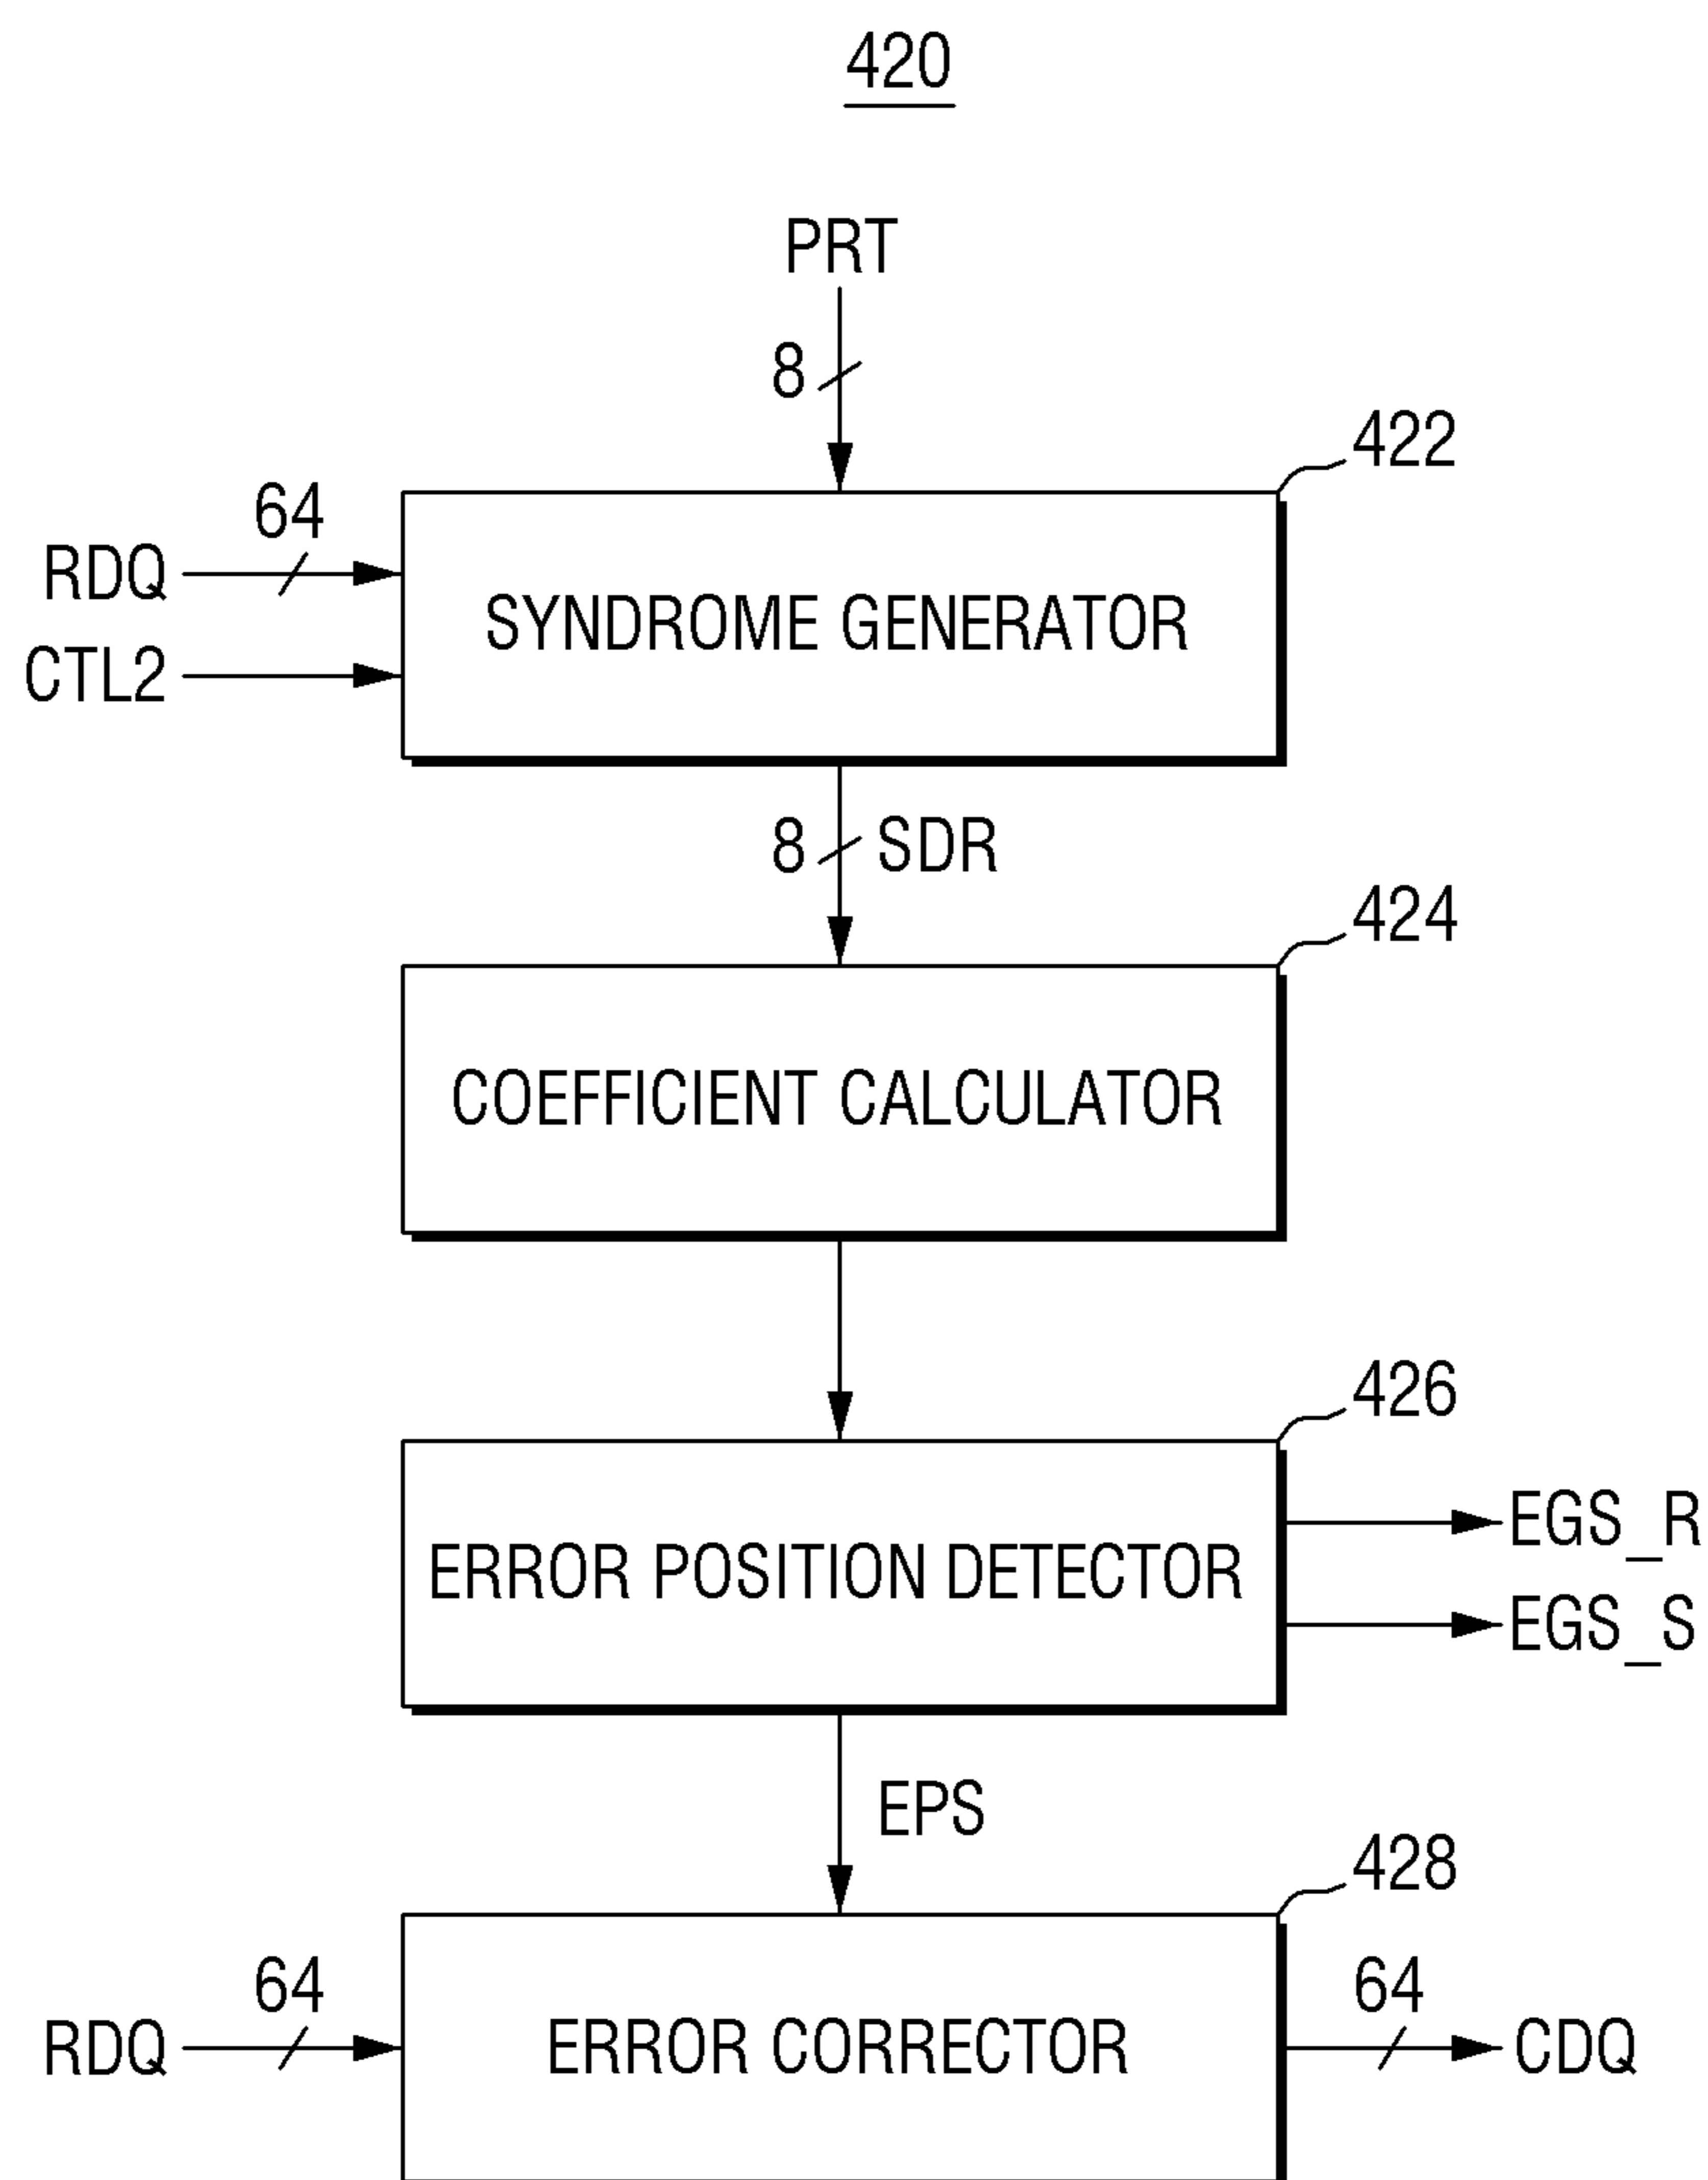 420
PRT
8
422
64
RDQ
SYNDROME GENERATOR
CTL2
8 SDR
424
COEFFICIENT CALCULATOR
426
EGS_R
ERROR POSITION DETECTOR
EGS_S
EPS
428
64
64
RDQ
ERROR CORRECTOR
CDQ